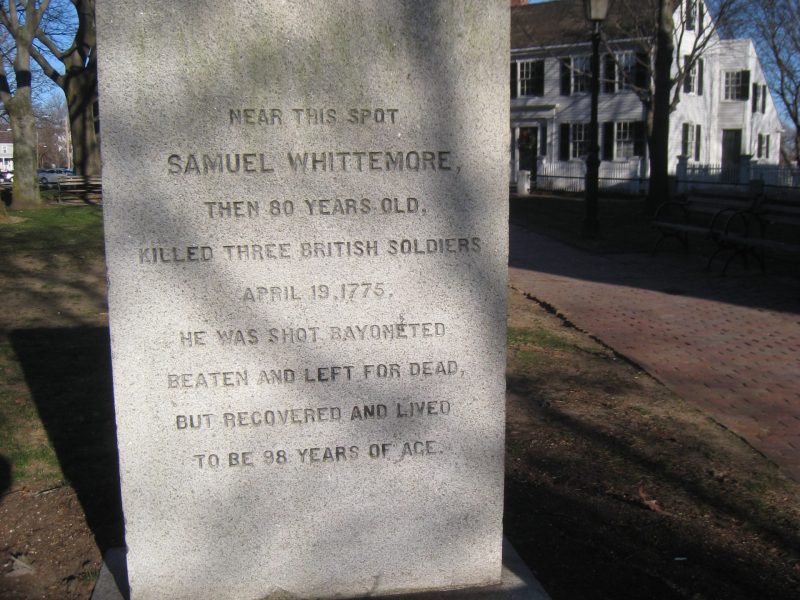 NEAR THIS SPOT
SAMUEL WHITTEMORE,
THEN 80 YEARS OLD,
KILLED THREE BRITISH SOLDIERS
APRIL 19, 1775.
HE WAS SHOT BAYONETED
BEATEN AND LEFT FOR DEAD,
BUT RECOVERED AND LIVED
TO BE 98 YEARS OF AGE.